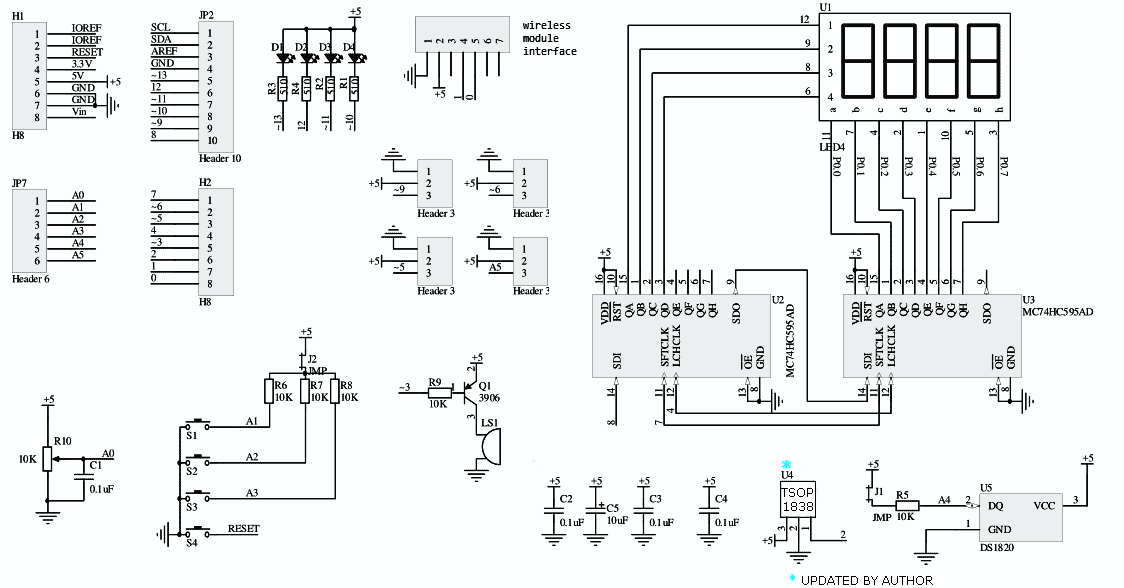 H1
1 IOREF
2 IOREF
3 RESET
4 3.3V
5 5V +5
6 GND
7 GND
8 Vin
H8
JP2
SCL 1
SDA 2
AREF 3
GND 4
~13 5
12 6
~11 7
~10 8
~9 9
8 10
Header 10
+5
D1 D2 D3 D4
R3 510
R4 510
R2 510
R1 510
~13 12 ~11 ~10
1 2 3 4 5 6 7
wireless
module
interface
+5
1 0
JP7
1 A0
2 A1
3 A2
4 A3
5 A4
6 A5
Header 6
H2
7 1
~6 2
~5 3
4 4
~3 5
2 6
1 7
0 8
H8
1
+5 2
~9 3
Header 3
1
+5 2
~6 3
Header 3
1
+5 2
~5 3
Header 3
1
+5 2
A5 3
Header 3
U1
12 1
9 2
8 3
6 4
a b c d e f g h
11 7 4 2 1 10 5 3
LED4
P0.0 P0.1 P0.2 P0.3 P0.4 P0.5 P0.6 P0.7
+5
16 10 15 1 2 3 4 5 6 7 9
VDD RST QA QB QC QD QE QF QG QH SDO
U2
MC74HC595AD
SDI SFTCLK LCHCLK OE GND
14 11 12 13 8
8 7 4
+5
16 10 15 1 2 3 4 5 6 7 9
VDD RST QA QB QC QD QE QF QG QH SDO
U3
MC74HC595AD
SDI SFTCLK LCHCLK OE GND
14 11 12 13 8
+5
R10
10K
A0
C1
0.1uF
+5
J2
JMP
R6
10K
R7
10K
R8
10K
S1 A1
S2 A2
S3 A3
S4 RESET
~3
R9
10K
1
+5
2
Q1
3906
3
LS1
+5
C2
0.1uF
+5
C5
10uF
+5
C3
0.1uF
+5
C4
0.1uF
*
U4
TSOP
1838
3 2 1
+5 2
+5
J1
JMP
R5
10K
A4
2
1
U5
DQ VCC
GND
DS1820
3
+5
* UPDATED BY AUTHOR